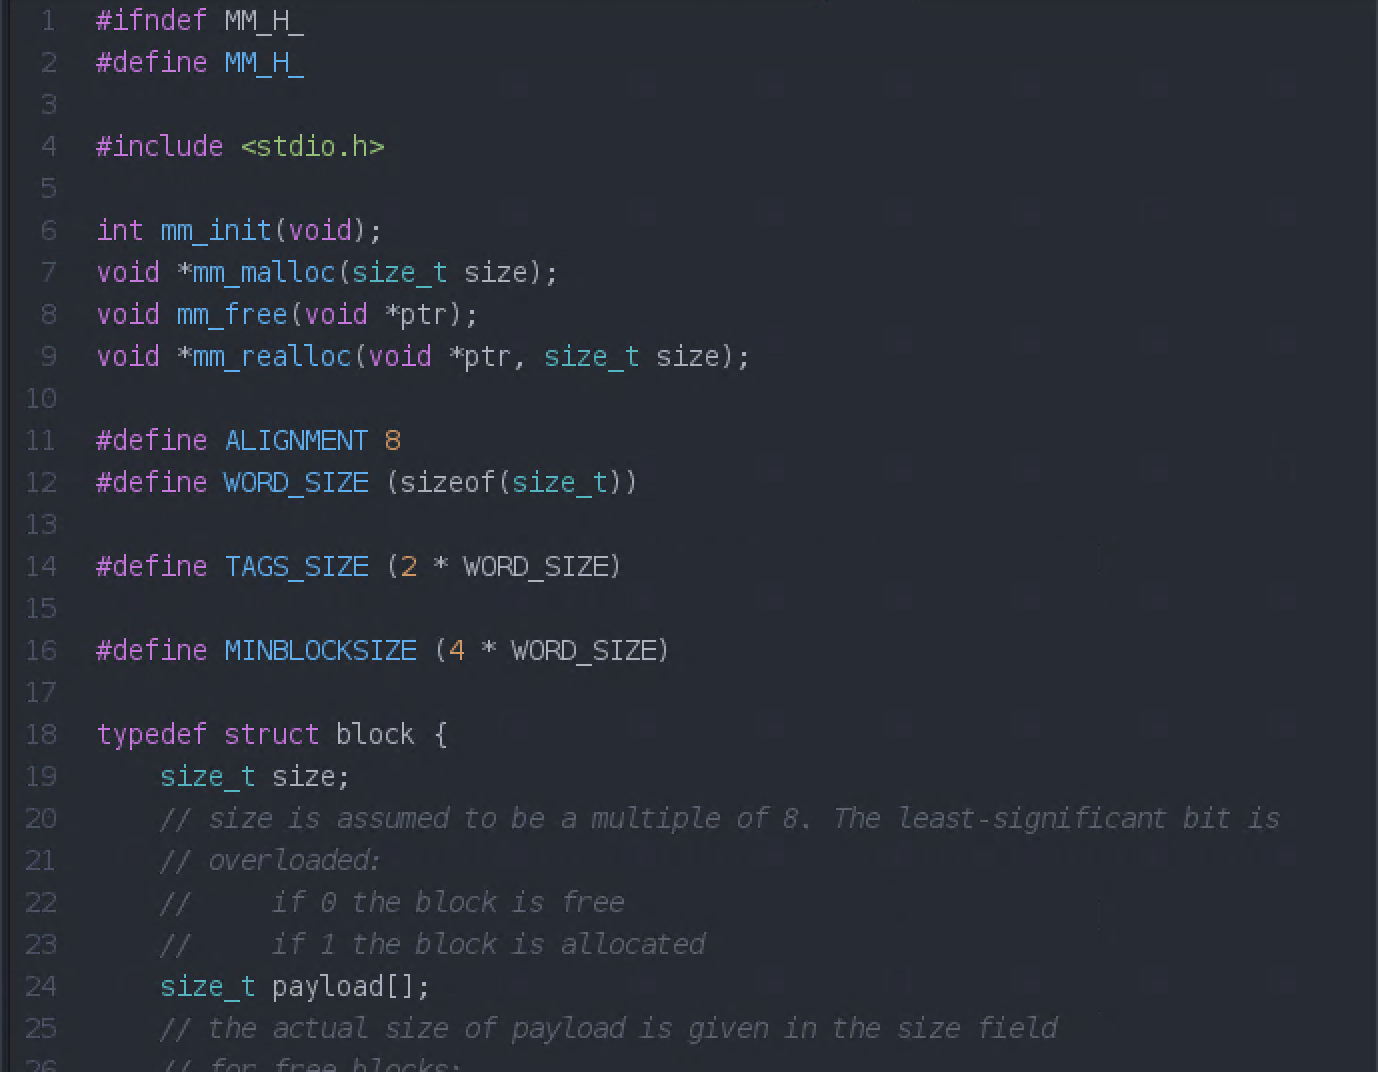 1 #ifndef MM_H_
2 #define MM_H_
3
4 #include <stdio.h>
5
6 int mm_init(void);
7 void *mm_malloc(size_t size);
8 void mm_free(void *ptr);
9 void *mm_realloc(void *ptr, size_t size);
10
11 #define ALIGNMENT 8
12 #define WORD_SIZE (sizeof(size_t))
13
14 #define TAGS_SIZE (2 * WORD_SIZE)
15
16 #define MINBLOCKSIZE (4 * WORD_SIZE)
17
18 typedef struct block {
19     size_t size;
20     // size is assumed to be a multiple of 8. The least-significant bit is
21     // overloaded:
22     //     if 0 the block is free
23     //     if 1 the block is allocated
24     size_t payload[];
25     // the actual size of payload is given in the size field
26     // for free blocks: